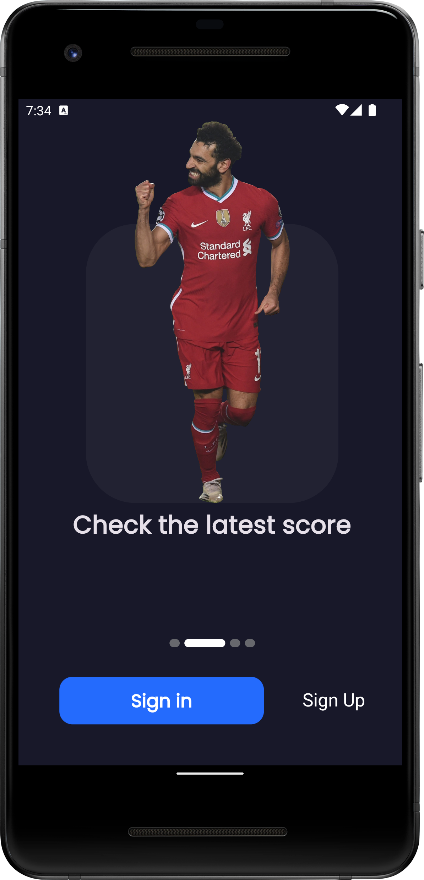 7:34
Standard
Chartered
Check the latest score
Sign in
Sign Up